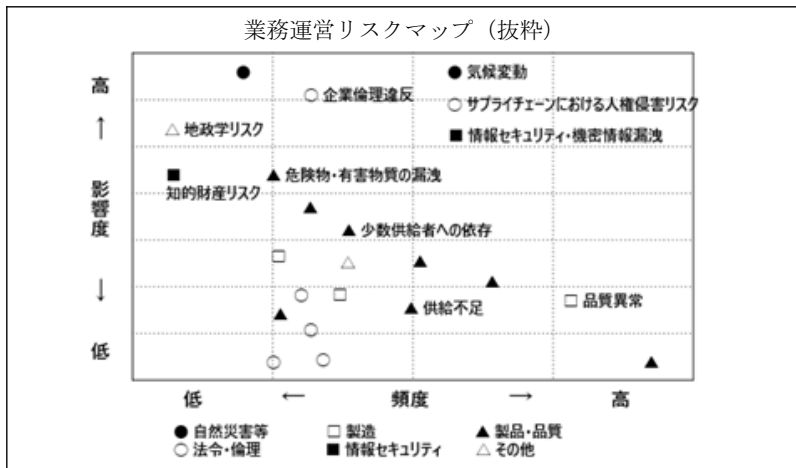 業務運営リスクマップ（抜粋）
気候変動
企業倫理違反
サプライチェーンにおける人権侵害リスク
地政学リスク
情報セキュリティ・機密情報漏洩
危険物・有害物質の漏洩
知的財産リスク
少数供給者への依存
品質異常
供給不足
高
↑
影響度
↓
低
低 ← 頻度 → 高
● 自然災害等 □ 製造 ▲ 製品・品質
○ 法令・倫理 ■ 情報セキュリティ △ その他